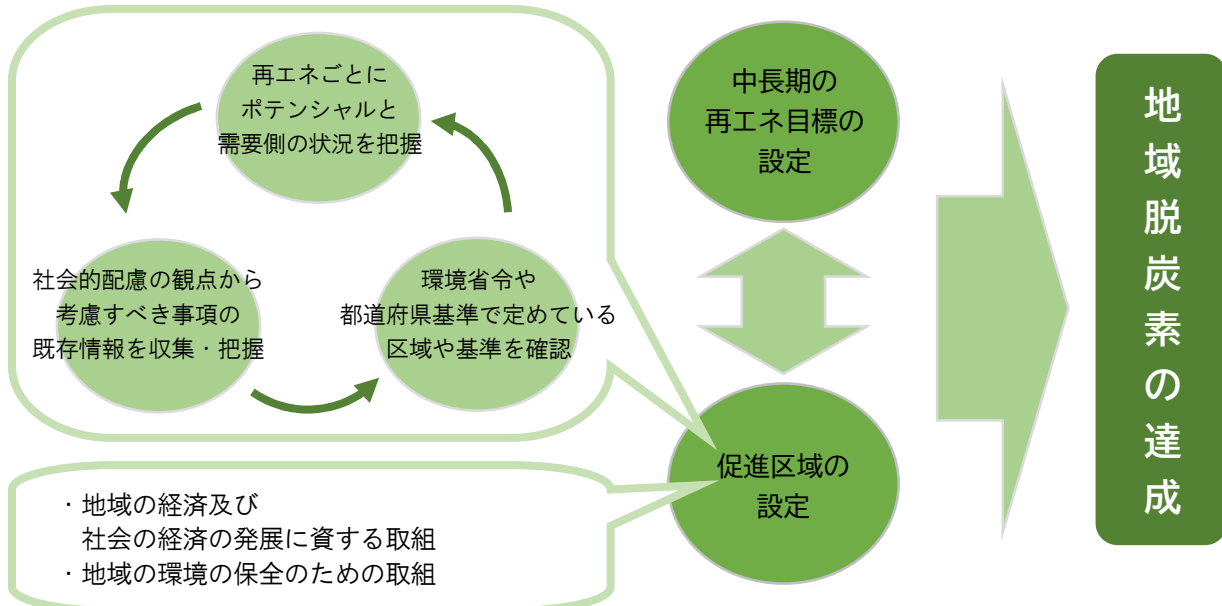 再エネごとに
ポテンシャルと
需要側の状況を把握
社会的配慮の観点から
考慮すべき事項の
既存情報を収集・把握
環境省令や
都道府県基準で定めている
区域や基準を確認
・地域の経済及び
社会の経済の発展に資する取組
・地域の環境の保全のための取組
中長期の
再エネ目標の
設定
促進区域の
設定
地域脱炭素の達成